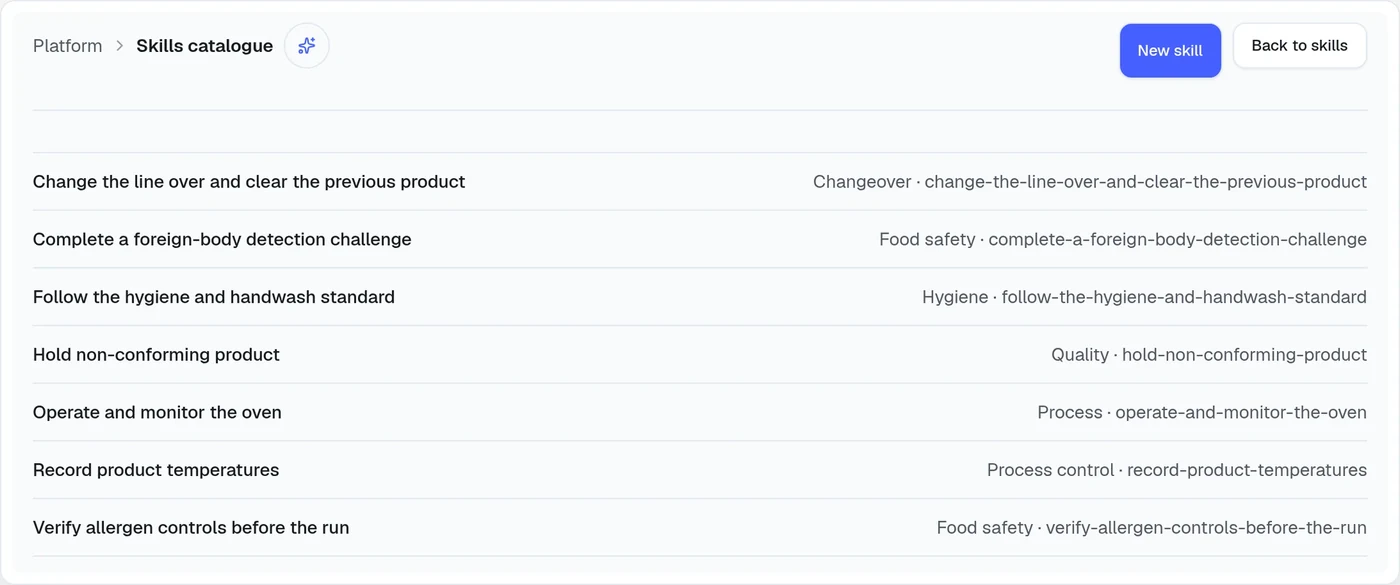 Platform > Skills catalogue
New skill
Back to skills
Change the line over and clear the previous product
Changeover · change-the-line-over-and-clear-the-previous-product
Complete a foreign-body detection challenge
Food safety · complete-a-foreign-body-detection-challenge
Follow the hygiene and handwash standard
Hygiene · follow-the-hygiene-and-handwash-standard
Hold non-conforming product
Quality · hold-non-conforming-product
Operate and monitor the oven
Process · operate-and-monitor-the-oven
Record product temperatures
Process control · record-product-temperatures
Verify allergen controls before the run
Food safety · verify-allergen-controls-before-the-run